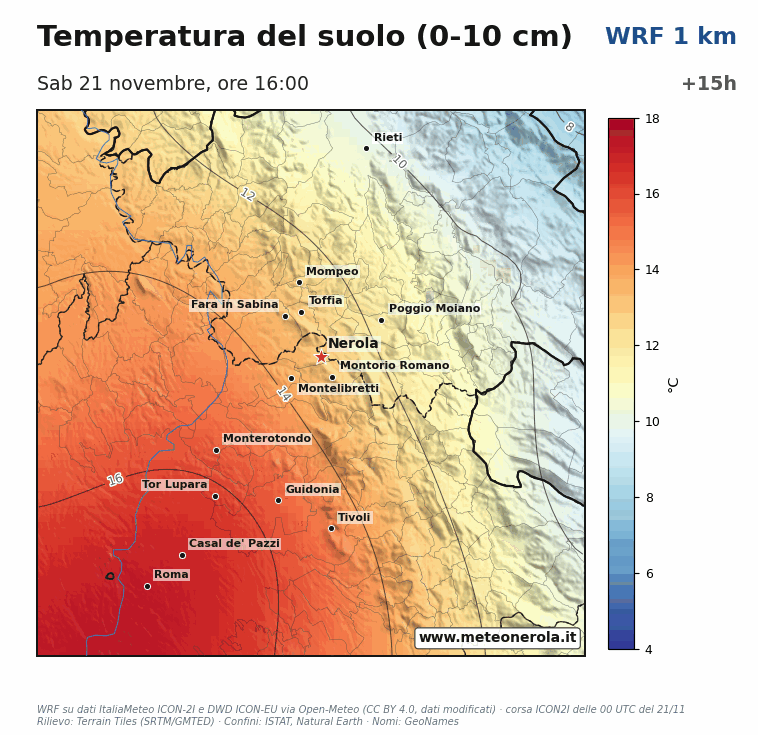 Temperatura del suolo (0-10 cm)
WRF 1 km
Sab 21 novembre, ore 16:00
+15h
8
Rieti
10
12
Mompeo
Fara in Sabina
Toffia
Poggio Moiano
Nerola
Montorio Romano
Montelibretti
14
Monterotondo
16
Tor Lupara
Guidonia
Tivoli
Casal de' Pazzi
Roma
www.meteonerola.it
18
16
14
12
10
8
6
4
°C
WRF su dati ItaliaMeteo ICON-2I e DWD ICON-EU via Open-Meteo (CC BY 4.0, dati modificati) · corsa ICON2I delle 00 UTC del 21/11
Rilievo: Terrain Tiles (SRTM/GMTED) · Confini: ISTAT, Natural Earth · Nomi: GeoNames